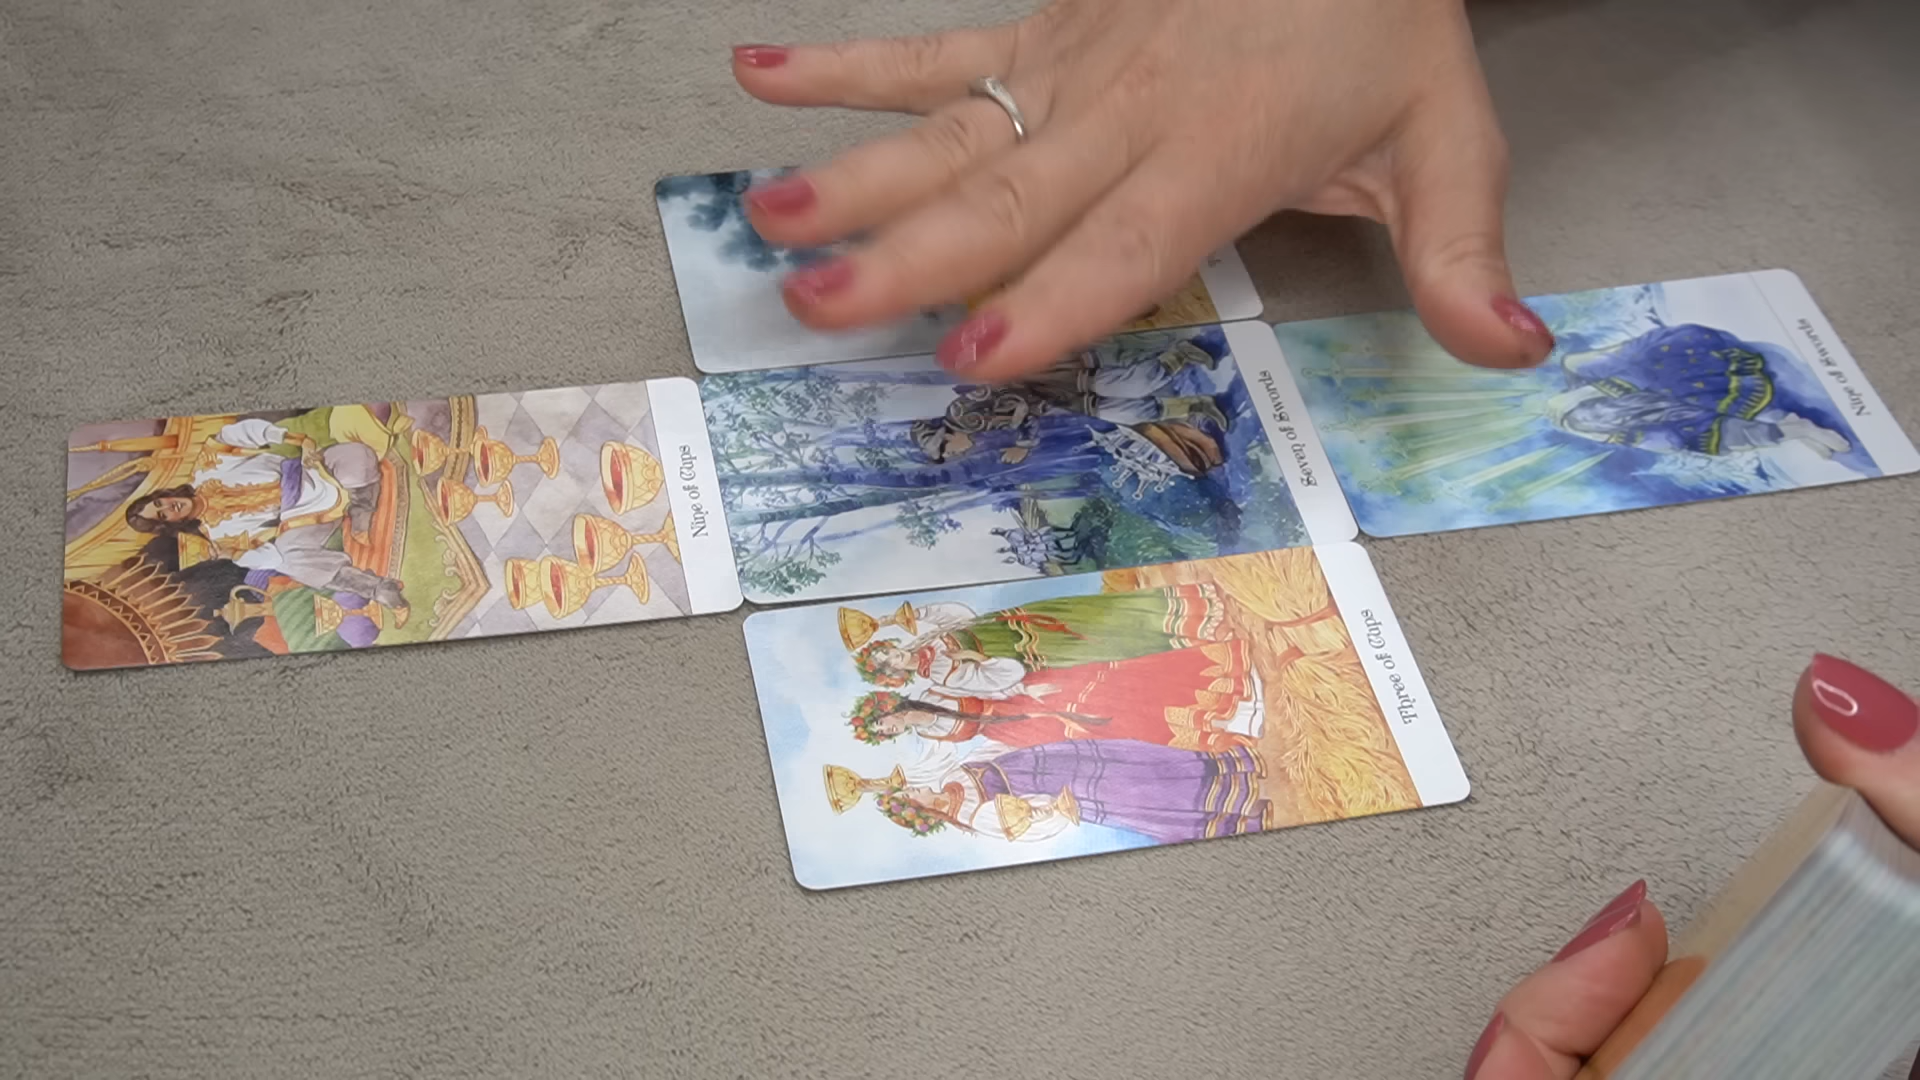 Nine of Cups
Seven of Swords
Nine of Swords
Three of Cups